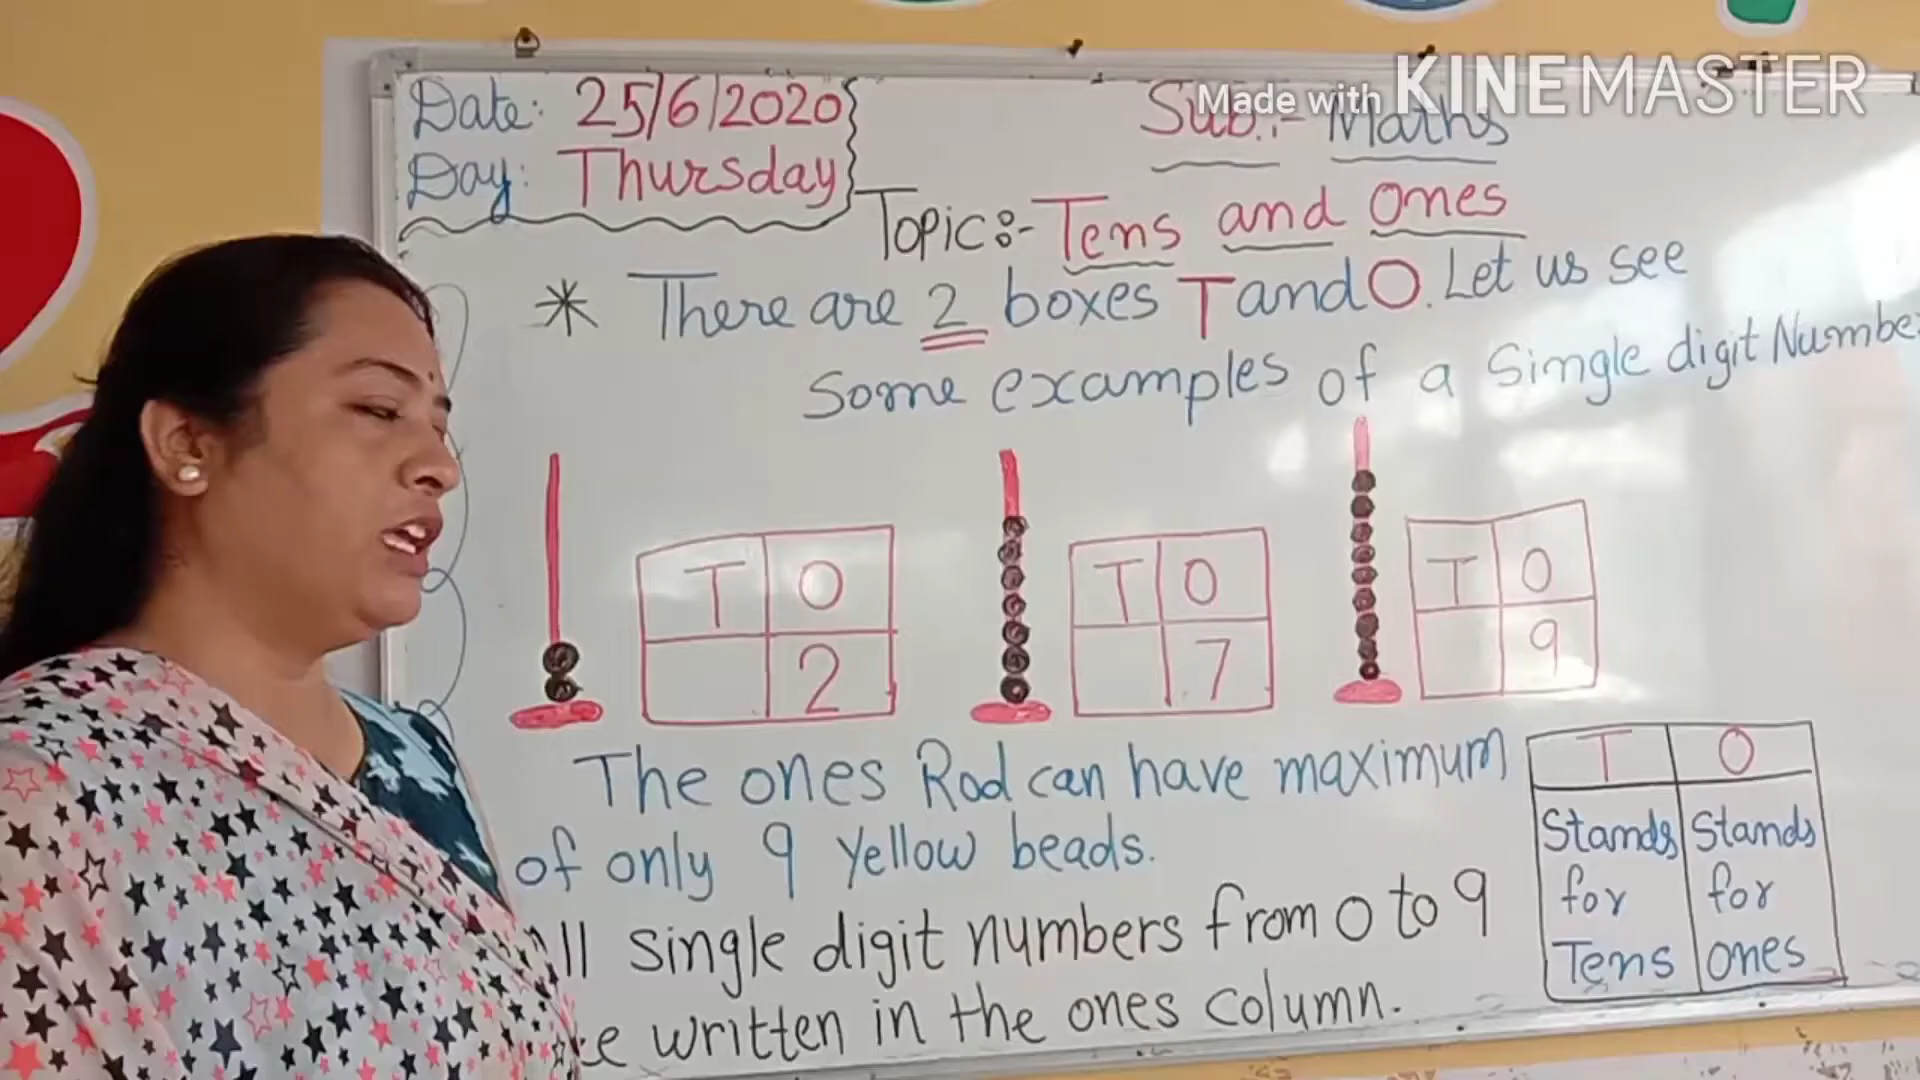 Made with KINEMASTER
Date: 25/6/2020
Day: Thursday
Sub:- Maths
Topic:- Tens and Ones
* There are 2 boxes T and O. Let us see
Some examples of a Single digit Number
T O
2
T O
7
T O
9
The ones Rod can have maximum
of only 9 Yellow beads.
ll single digit numbers from 0 to 9
e written in the ones column.
T O
Stands Stands
for for
Tens ones